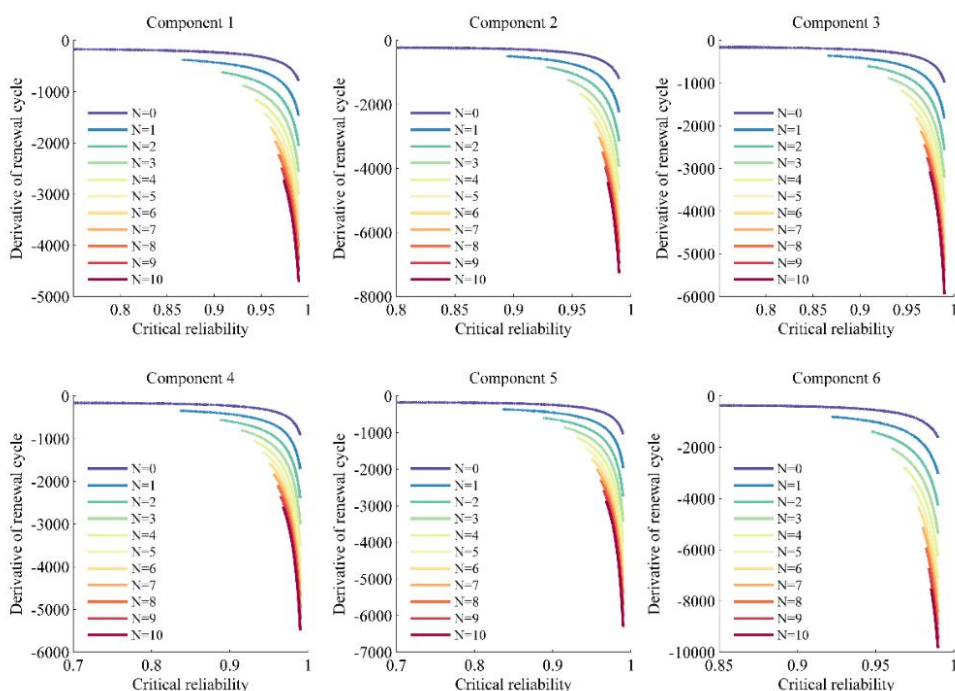 Component 1
0
-1000
-2000
-3000
-4000
-5000
Derivative of renewal cycle
N=0
N=1
N=2
N=3
N=4
N=5
N=6
N=7
N=8
N=9
N=10
0.8 0.85 0.9 0.95 1
Critical reliability
Component 2
0
-2000
-4000
-6000
-8000
Derivative of renewal cycle
N=0
N=1
N=2
N=3
N=4
N=5
N=6
N=7
N=8
N=9
N=10
0.8 0.85 0.9 0.95 1
Critical reliability
Component 3
0
-1000
-2000
-3000
-4000
-5000
-6000
Derivative of renewal cycle
N=0
N=1
N=2
N=3
N=4
N=5
N=6
N=7
N=8
N=9
N=10
0.8 0.85 0.9 0.95 1
Critical reliability
Component 4
0
-1000
-2000
-3000
-4000
-5000
-6000
Derivative of renewal cycle
N=0
N=1
N=2
N=3
N=4
N=5
N=6
N=7
N=8
N=9
N=10
0.7 0.8 0.9 1
Critical reliability
Component 5
0
-1000
-2000
-3000
-4000
-5000
-6000
-7000
Derivative of renewal cycle
N=0
N=1
N=2
N=3
N=4
N=5
N=6
N=7
N=8
N=9
N=10
0.7 0.8 0.9 1
Critical reliability
Component 6
0
-2000
-4000
-6000
-8000
-10000
Derivative of renewal cycle
N=0
N=1
N=2
N=3
N=4
N=5
N=6
N=7
N=8
N=9
N=10
0.85 0.9 0.95 1
Critical reliability